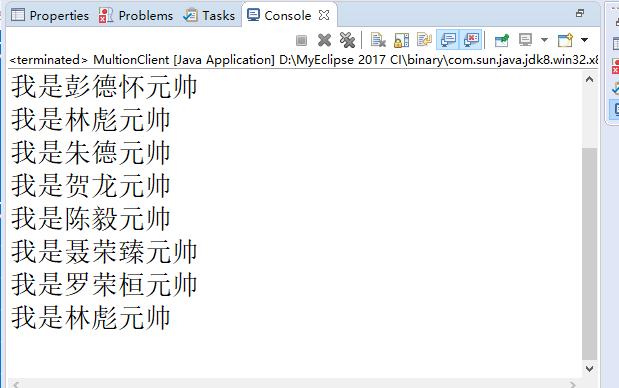 Properties Problems Tasks Console
<terminated> MultionClient [Java Application] D:\MyEclipse 2017 CI\binary\com.sun.java.jdk8.win32.x8
我是彭德怀元帅
我是林彪元帅
我是朱德元帅
我是贺龙元帅
我是陈毅元帅
我是聂荣臻元帅
我是罗荣桓元帅
我是林彪元帅